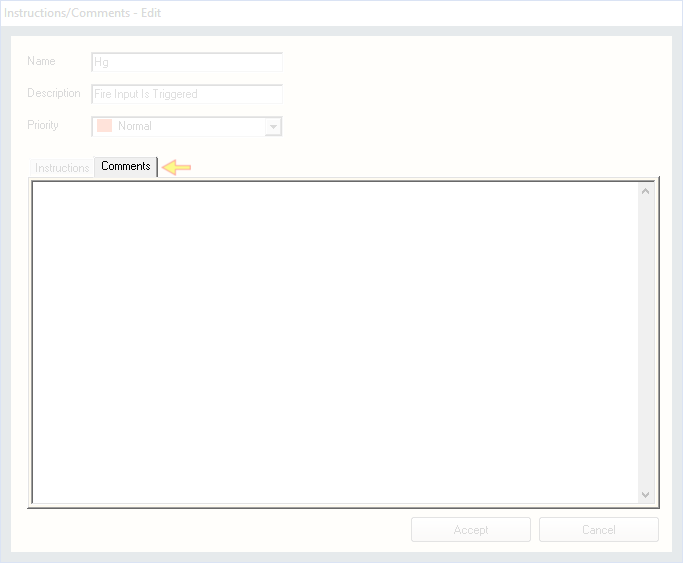 Instructions/Comments - Edit
Name Hg
Description Fire Input Is Triggered
Priority Normal
Instructions Comments
Accept Cancel